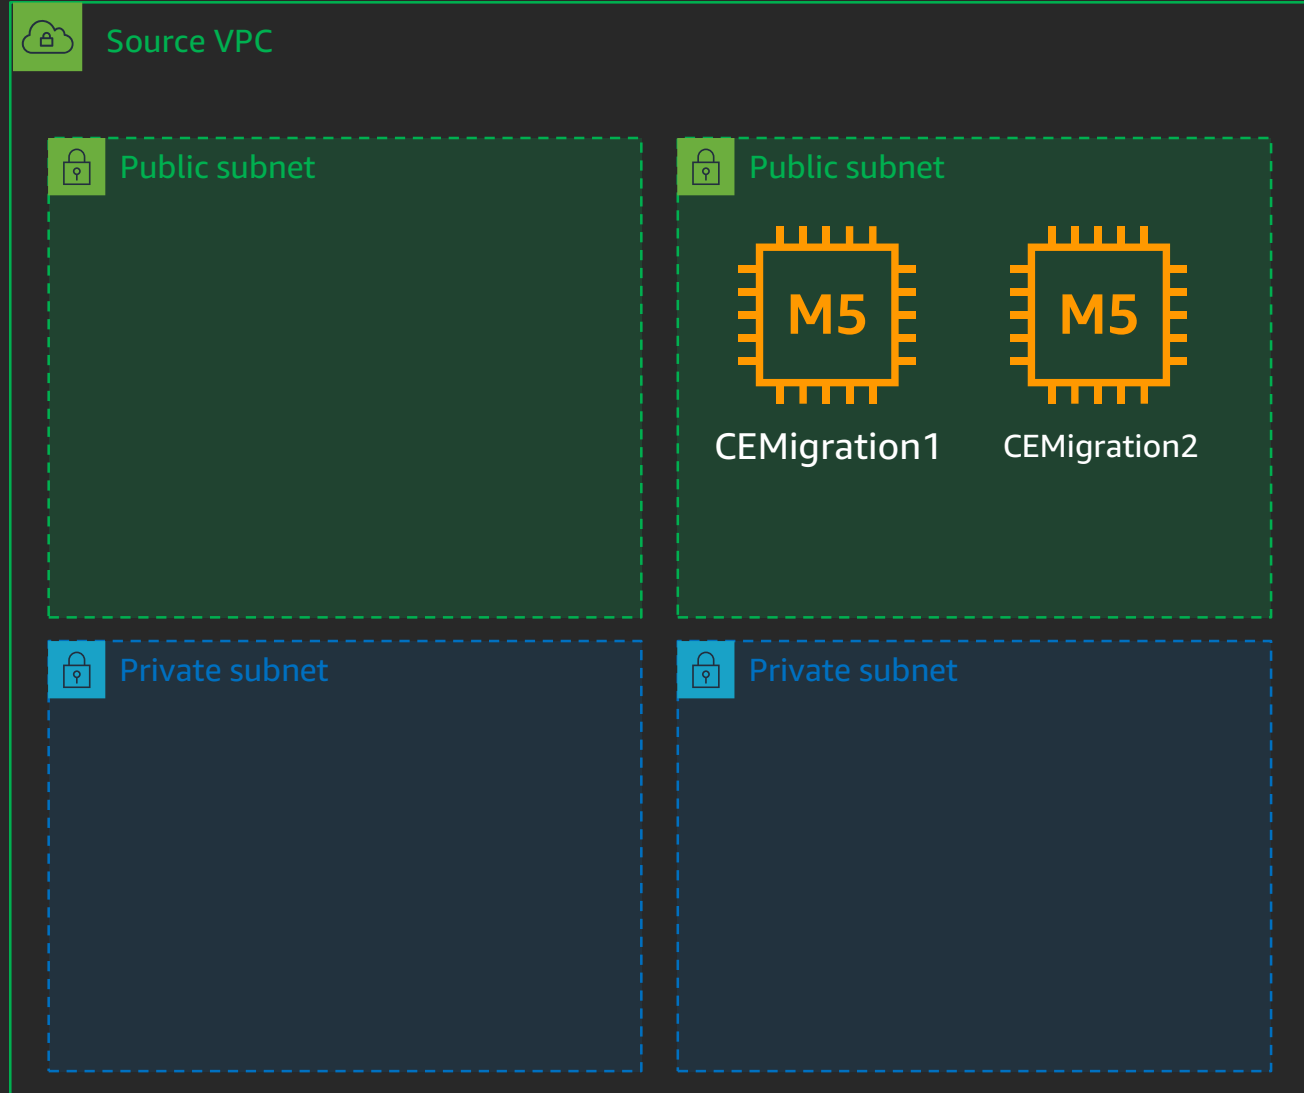 Source VPC
Public subnet
Public subnet
M5
M5
CEMigration1
CEMigration2
Private subnet
Private subnet